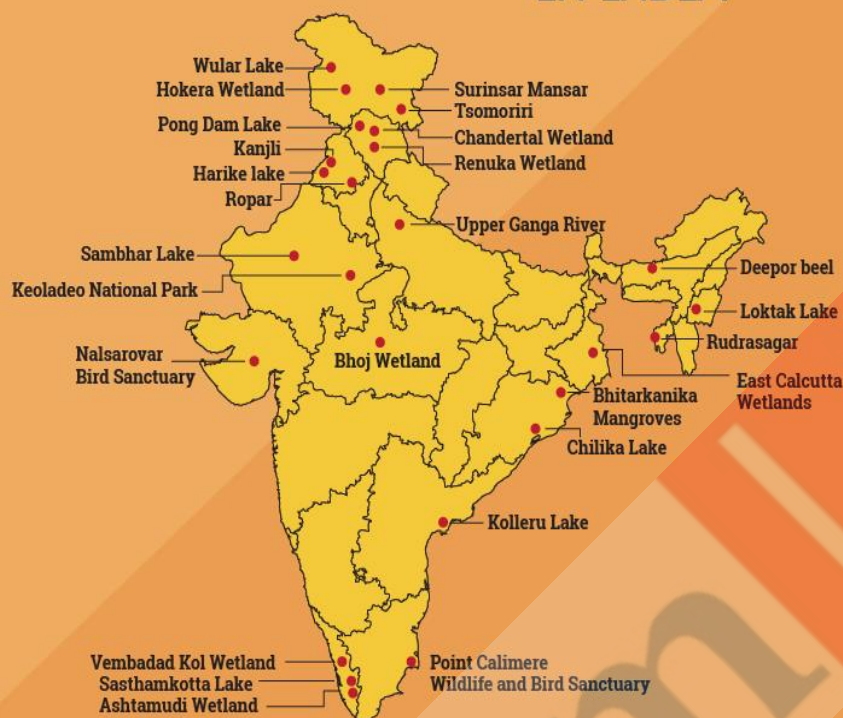 Wular Lake
Hokera Wetland
Surinsar Mansar
Tsomoriri
Pong Dam Lake
Chandertal Wetland
Kanjli
Renuka Wetland
Harike lake
Ropar
Upper Ganga River
Sambhar Lake
Deepor beel
Keoladeo National Park
Loktak Lake
Rudrasagar
Nalsarovar
Bird Sanctuary
Bhoj Wetland
East Calcutta
Wetlands
Bhitarkanika
Mangroves
Chilika Lake
Kolleru Lake
Vembadad Kol Wetland
Point Calimere
Wildlife and Bird Sanctuary
Sasthamkotta Lake
Ashtamudi Wetland